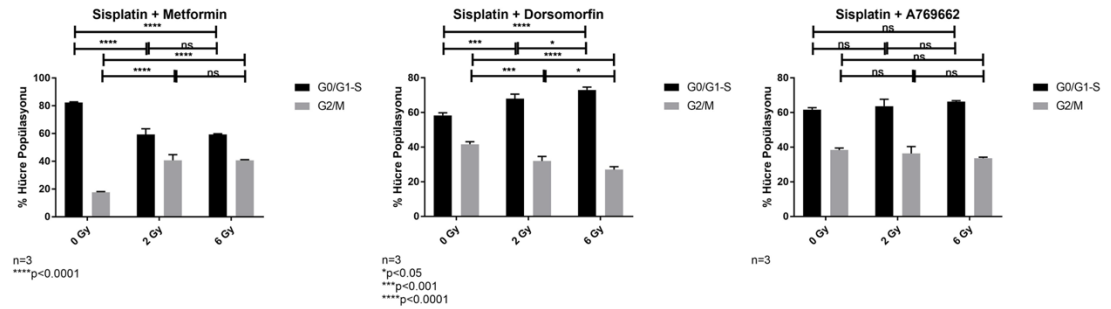 Sisplatin + Metformin
****
**** ns
****
**** ns
% Hücre Popülasyonu
100
80
60
40
20
0
0 Gy
2 Gy
6 Gy
G0/G1-S
G2/M
n=3
****p<0.0001
Sisplatin + Dorsomorfin
****
*** *
****
*** *
% Hücre Popülasyonu
80
60
40
20
0
0 Gy
2 Gy
6 Gy
G0/G1-S
G2/M
n=3
*p<0.05
***p<0.001
****p<0.0001
Sisplatin + A769662
ns
ns ns
ns
ns ns
% Hücre Popülasyonu
80
60
40
20
0
0 Gy
2 Gy
6 Gy
G0/G1-S
G2/M
n=3